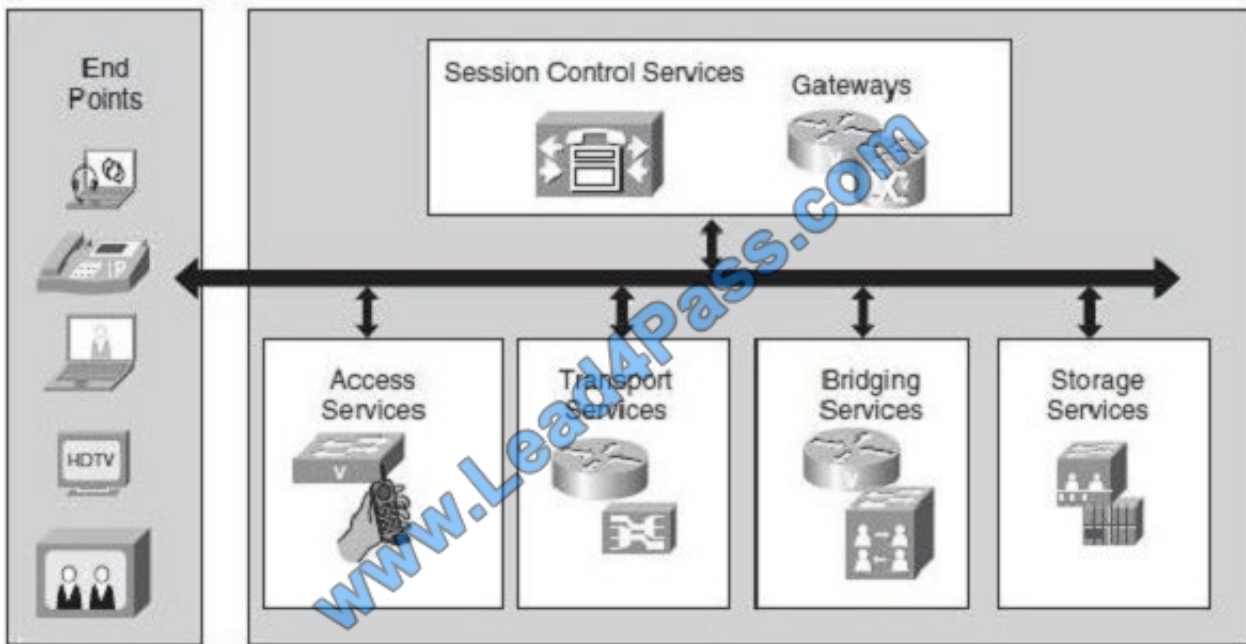 End
Points
iP
HDTV
Session Control Services
Gateways
V
V
Access
Services
V
Transport
Services
Bridging
Services
V
Storage
Services
www.Lead4Pass.com